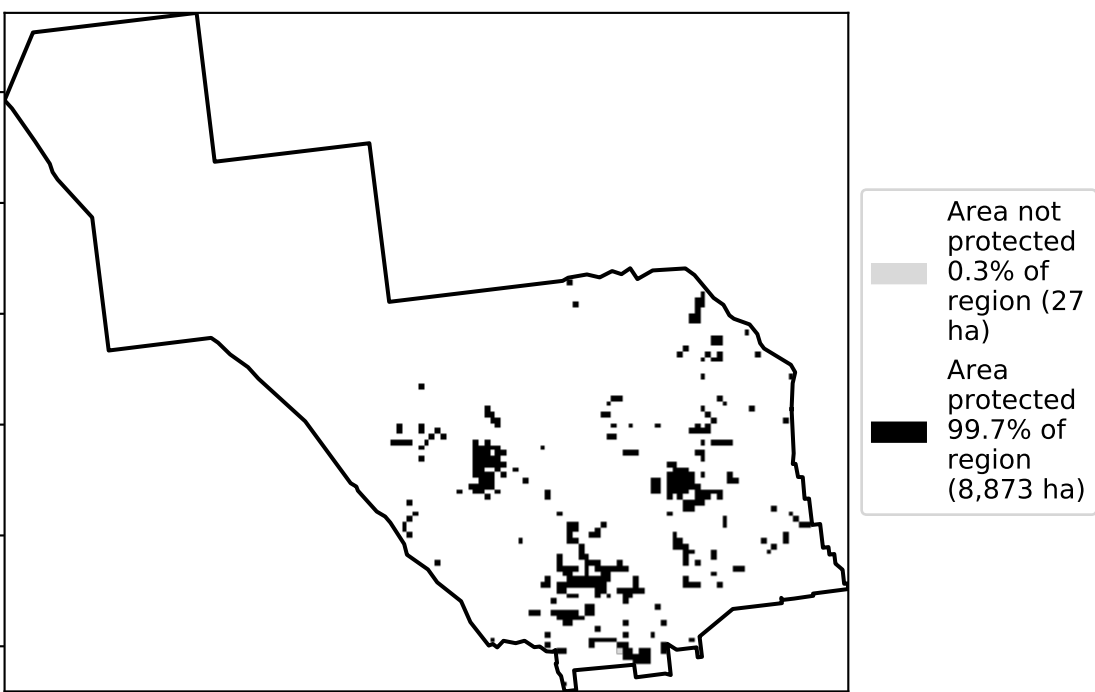 Area not
protected
0.3% of
region (27
ha)
Area
protected
99.7% of
region
(8,873 ha)